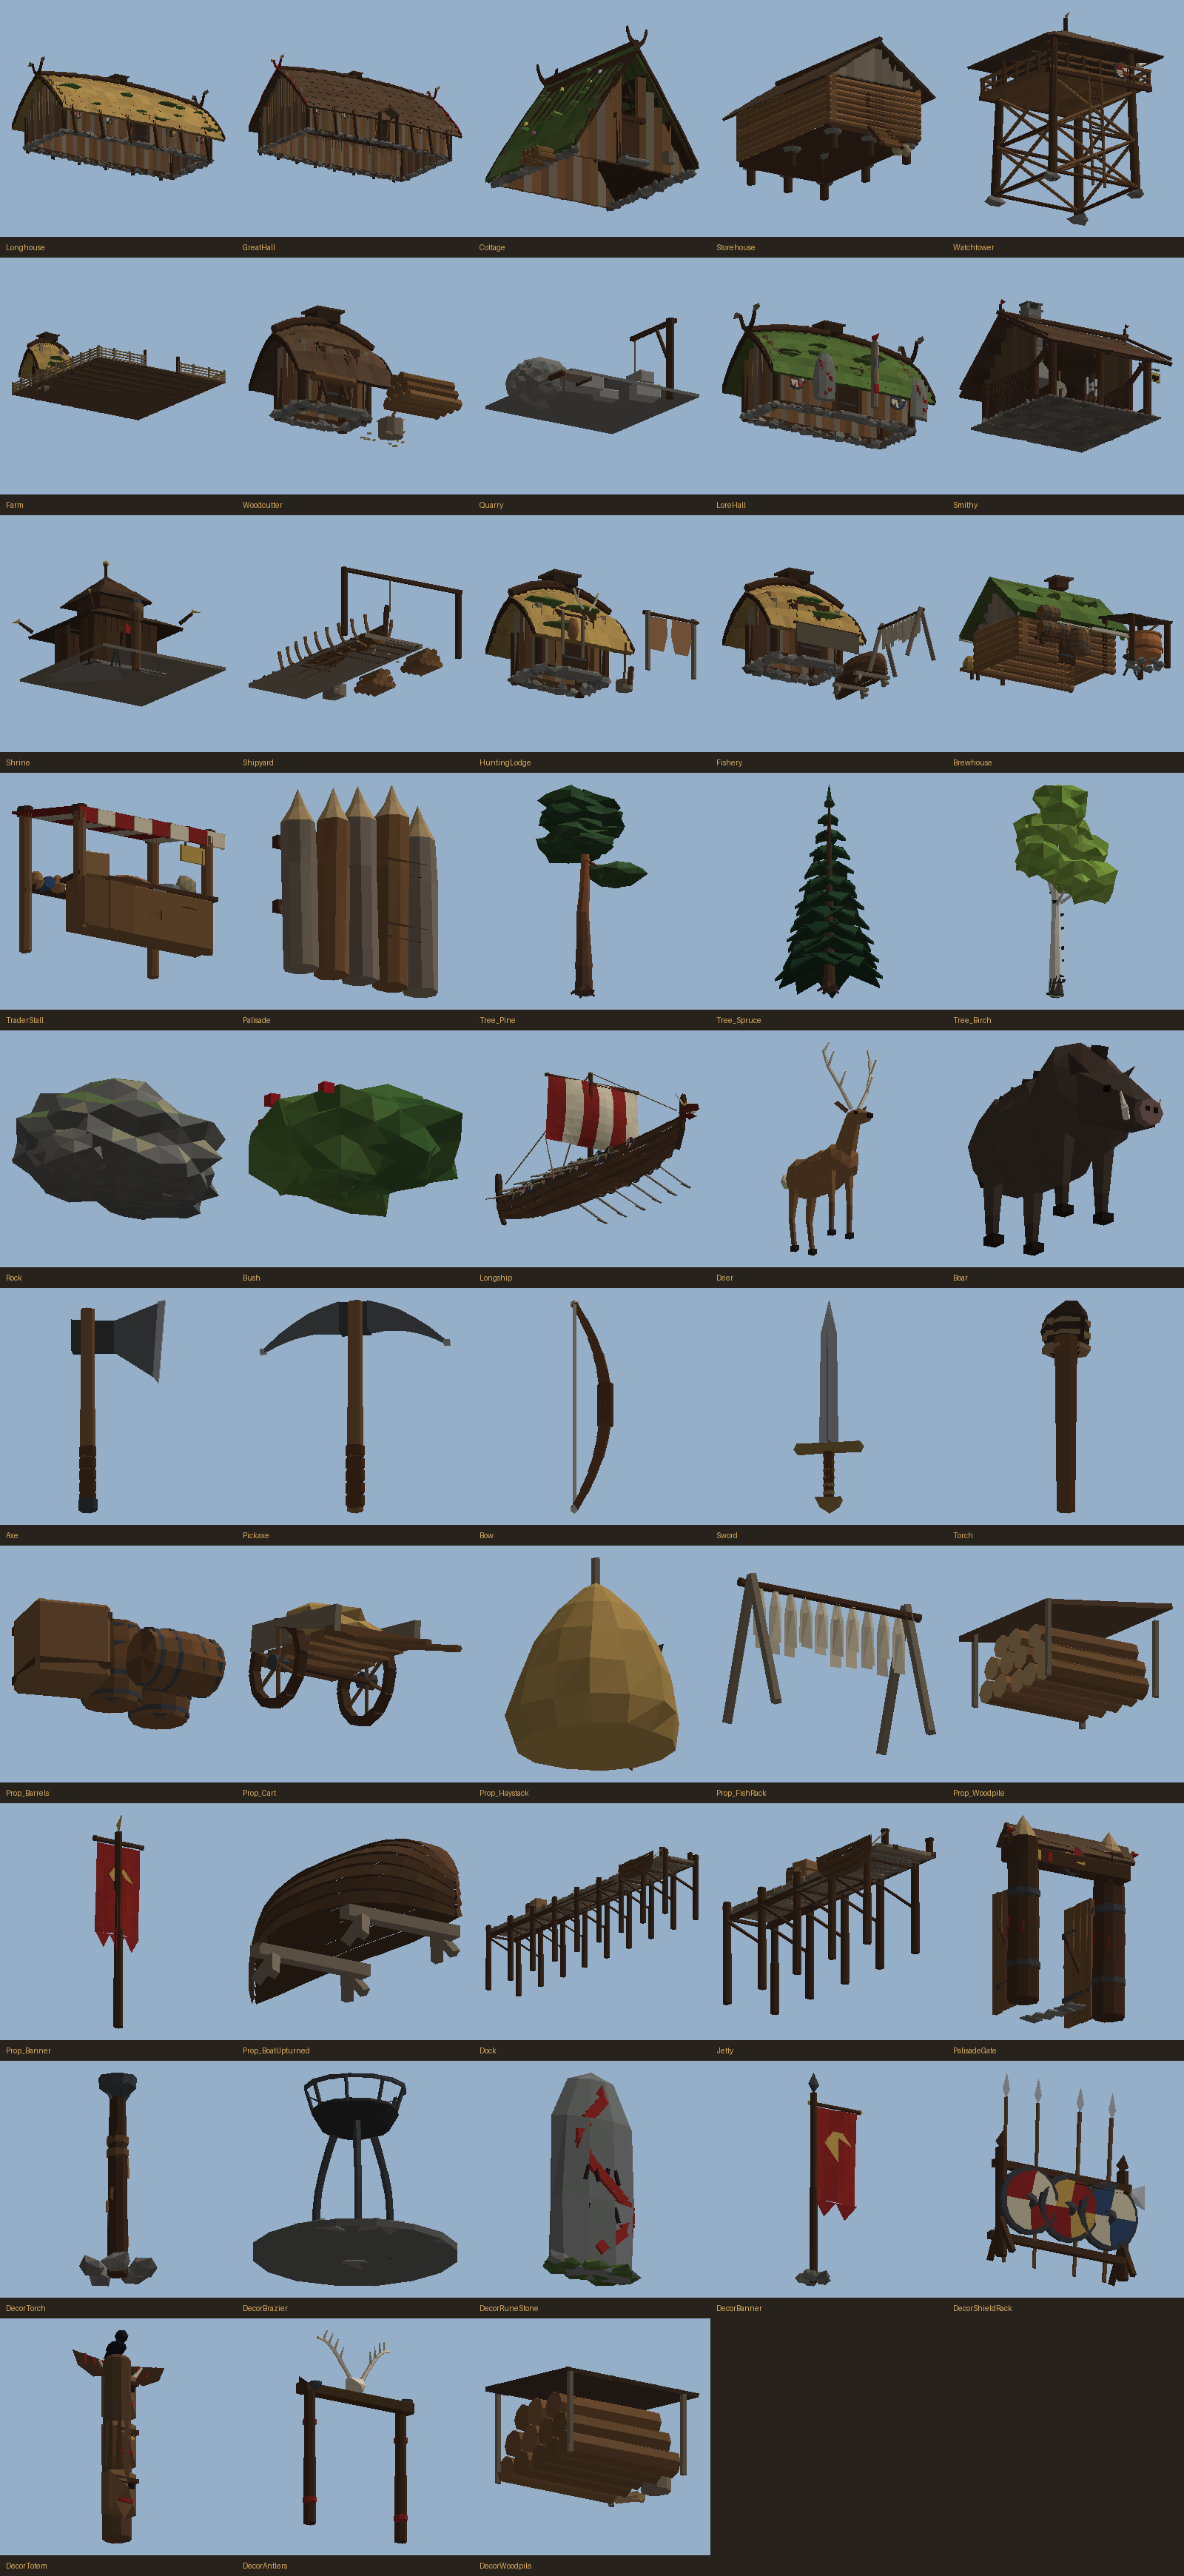 Longhouse
GreatHall
Cottage
Storehouse
Watchtower
Farm
Woodcutter
Quarry
LoreHall
Smithy
Shrine
Shipyard
HuntingLodge
Fishery
Brewhouse
TraderStall
Palisade
Tree_Pine
Tree_Spruce
Tree_Birch
Rock
Bush
Longship
Deer
Boar
Axe
Pickaxe
Bow
Sword
Torch
Prop_Barrels
Prop_Cart
Prop_Haystack
Prop_FishRack
Prop_Woodpile
Prop_Banner
Prop_BoatUpturned
Dock
Jetty
PalisadeGate
DecorTorch
DecorBrazier
DecorRuneStone
DecorBanner
DecorShieldRack
DecorTotem
DecorAntlers
DecorWoodpile